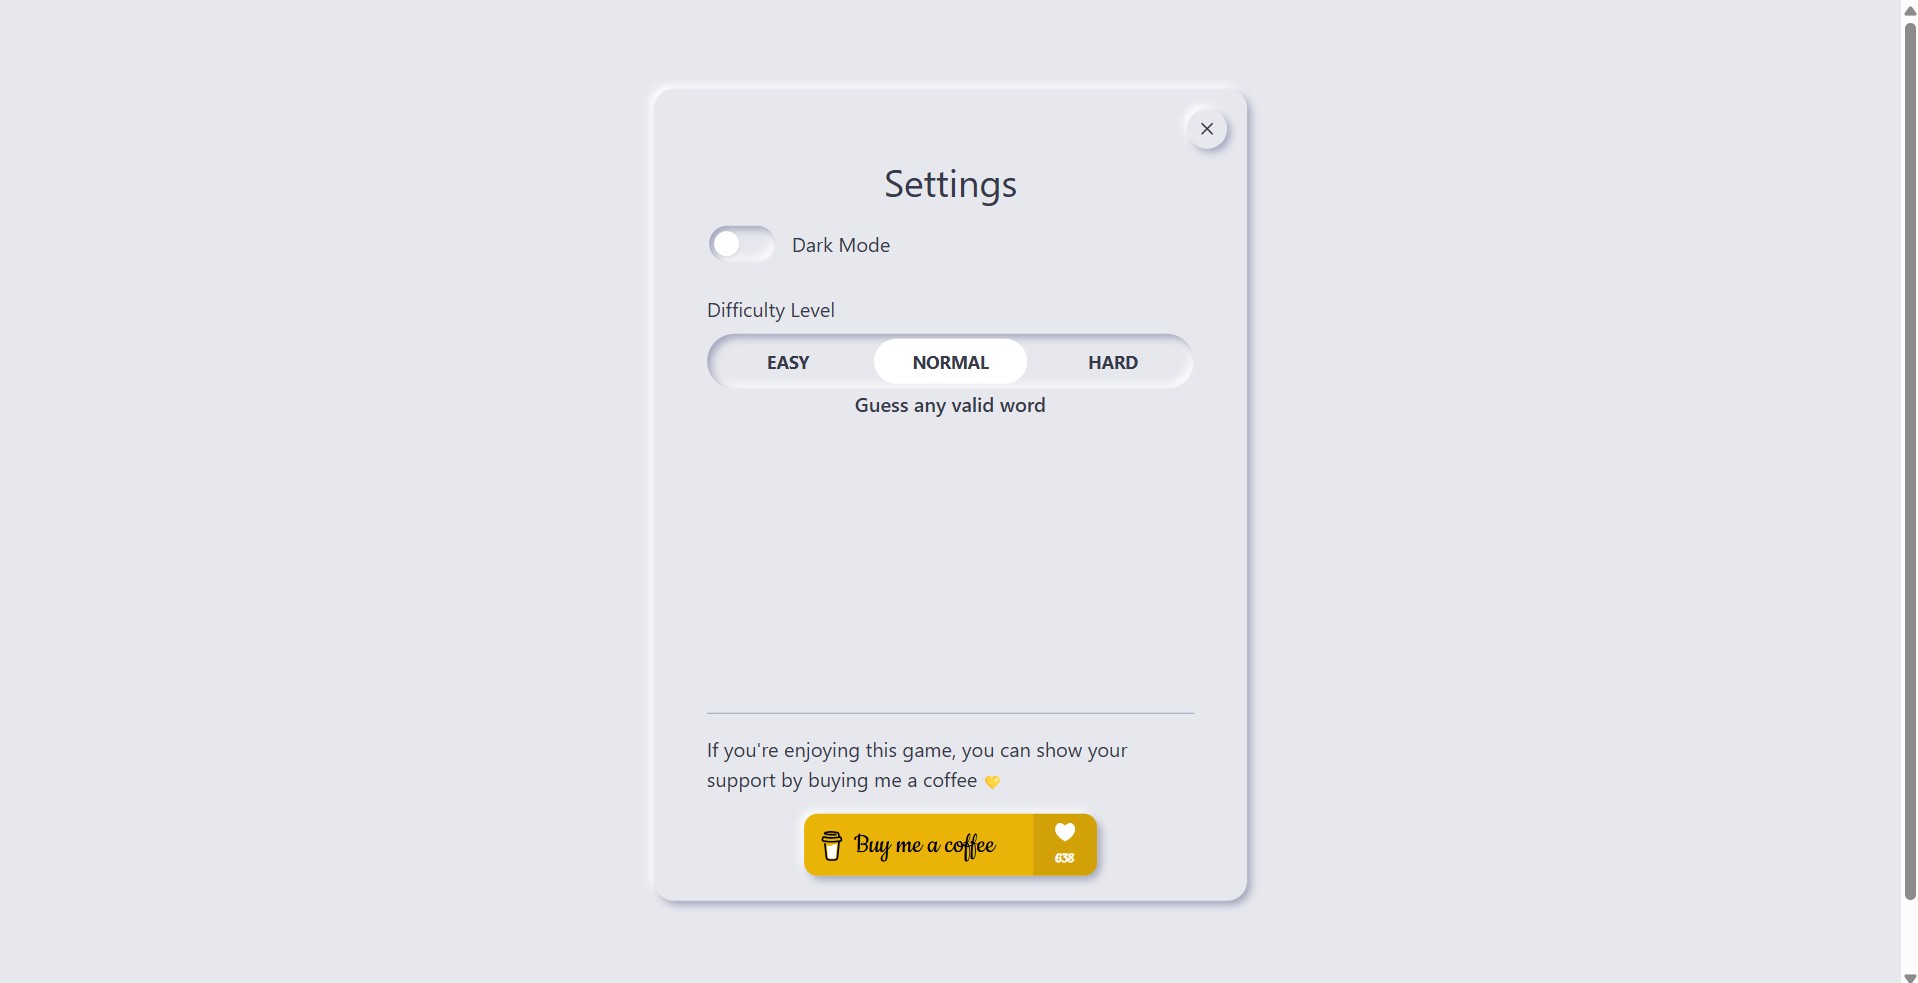 Settings
Dark Mode
Difficulty Level
EASY NORMAL HARD
Guess any valid word
If you're enjoying this game, you can show your
support by buying me a coffee 💛
Buy me a coffee
638